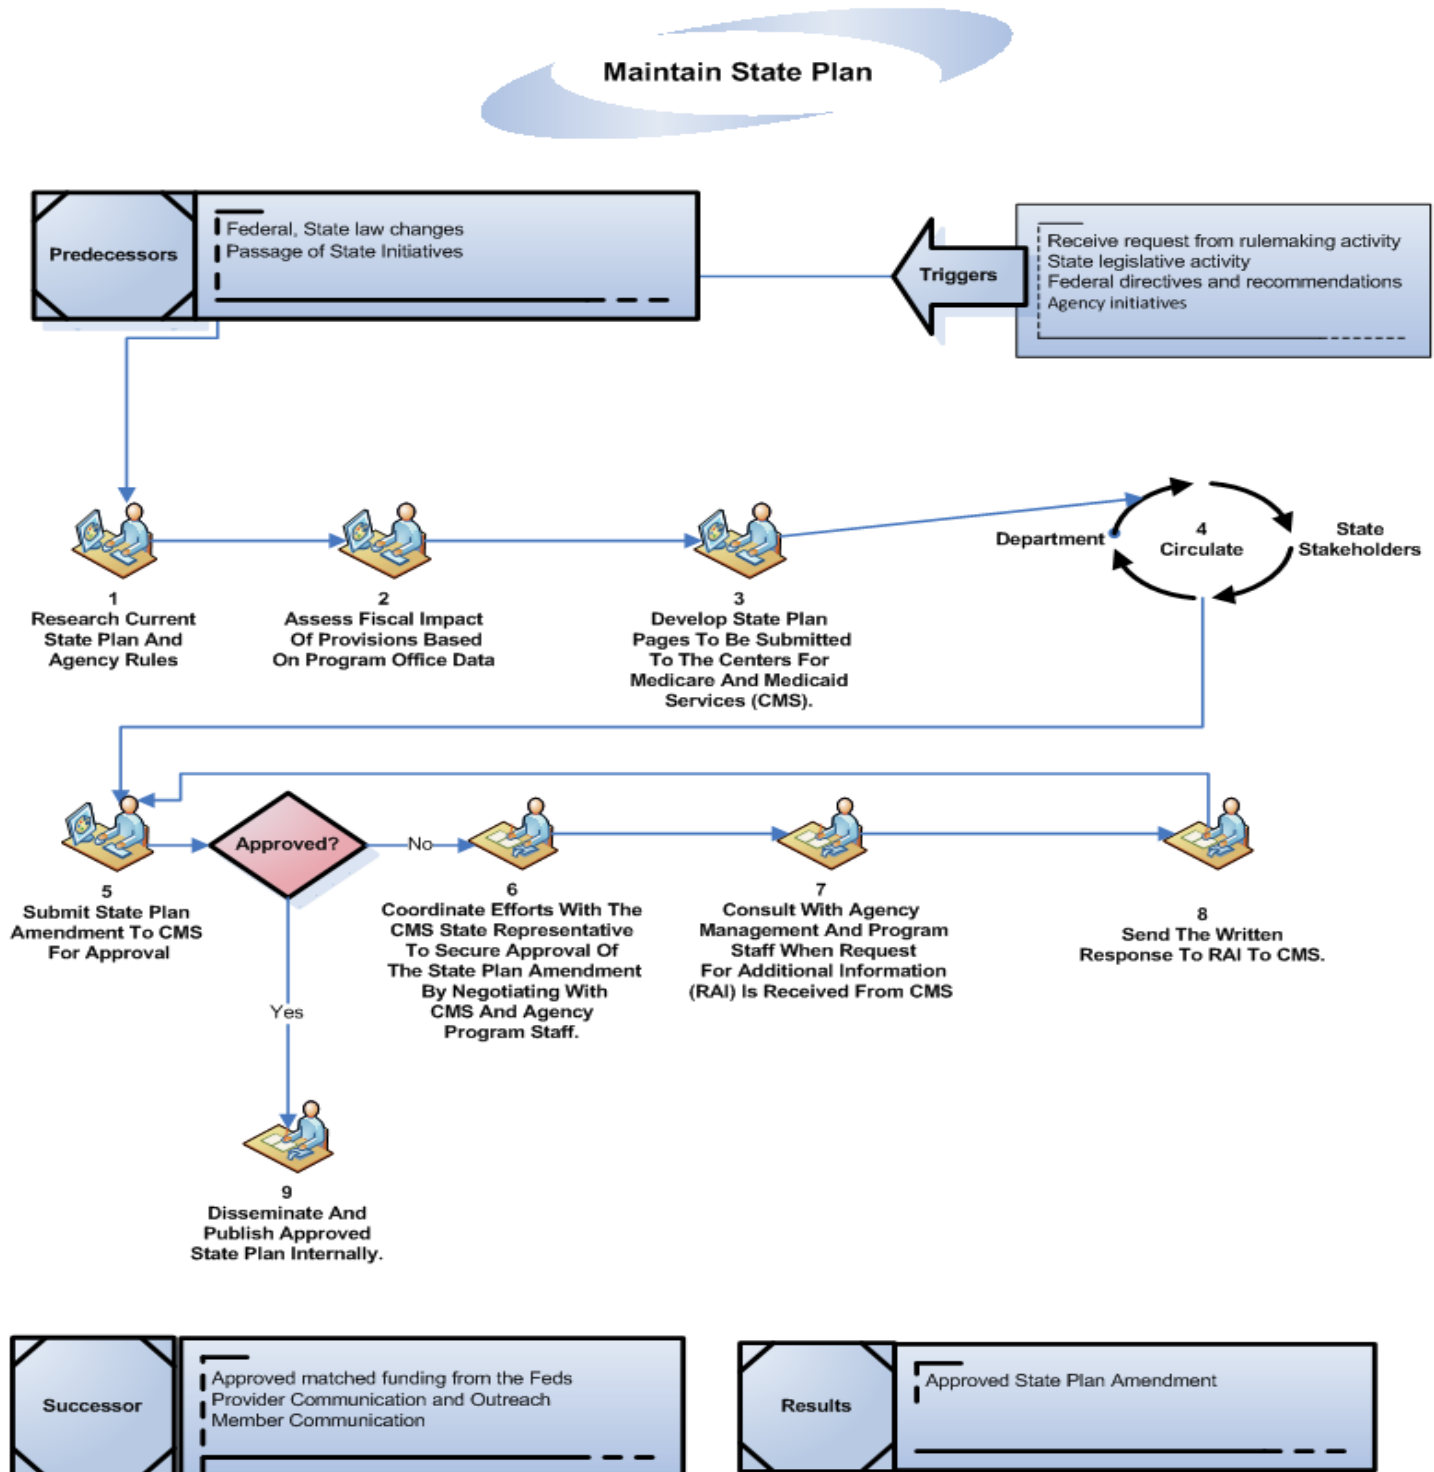 Maintain State Plan
Predecessors
Federal, State law changes
Passage of State Initiatives
Triggers
Receive request from rulemaking activity
State legislative activity
Federal directives and recommendations
Agency initiatives
1
Research Current
State Plan And
Agency Rules
2
Assess Fiscal Impact
Of Provisions Based
On Program Office Data
3
Develop State Plan
Pages To Be Submitted
To The Centers For
Medicare And Medicaid
Services (CMS).
Department
4
Circulate
State
Stakeholders
5
Submit State Plan
Amendment To CMS
For Approval
Approved?
No
Yes
6
Coordinate Efforts With The
CMS State Representative
To Secure Approval Of
The State Plan Amendment
By Negotiating With
CMS And Agency
Program Staff.
7
Consult With Agency
Management And Program
Staff When Request
For Additional Information
(RAI) Is Received From CMS
8
Send The Written
Response To RAI To CMS.
9
Disseminate And
Publish Approved
State Plan Internally.
Successor
Approved matched funding from the Feds
Provider Communication and Outreach
Member Communication
Results
Approved State Plan Amendment